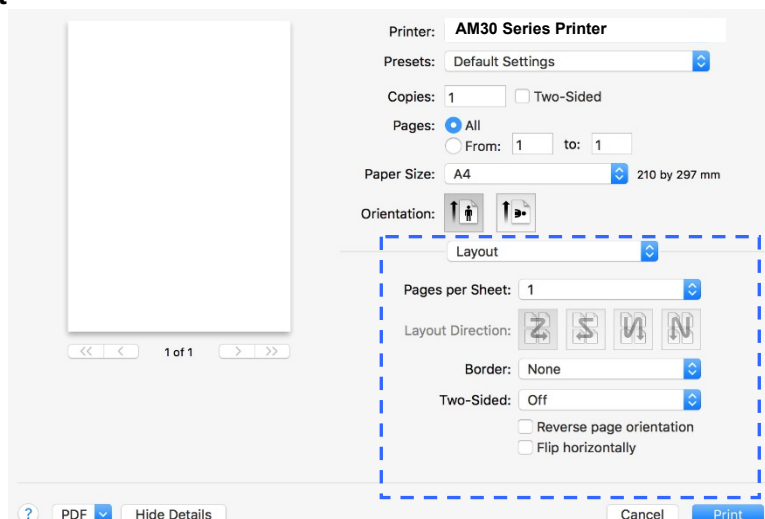 Printer: AM30 Series Printer
Presets: Default Settings
Copies: 1 Two-Sided
Pages: All
From: 1 to: 1
Paper Size: A4 210 by 297 mm
Orientation:
Layout
Pages per Sheet: 1
Layout Direction:
Border: None
Two-Sided: Off
Reverse page orientation
Flip horizontally
<< < 1 of 1 > >>
? PDF Hide Details Cancel Print